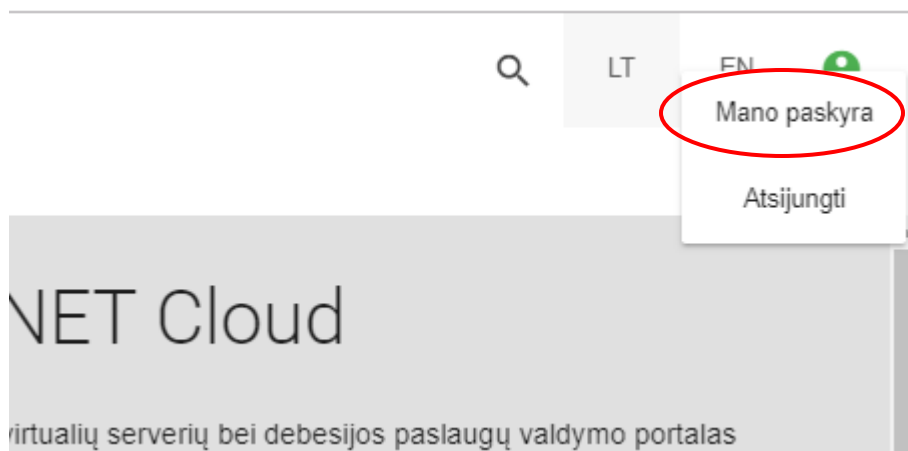 LT EN
Mano paskyra
Atsijungti
NET Cloud
virtualių serverių bei debesijos paslaugų valdymo portalas